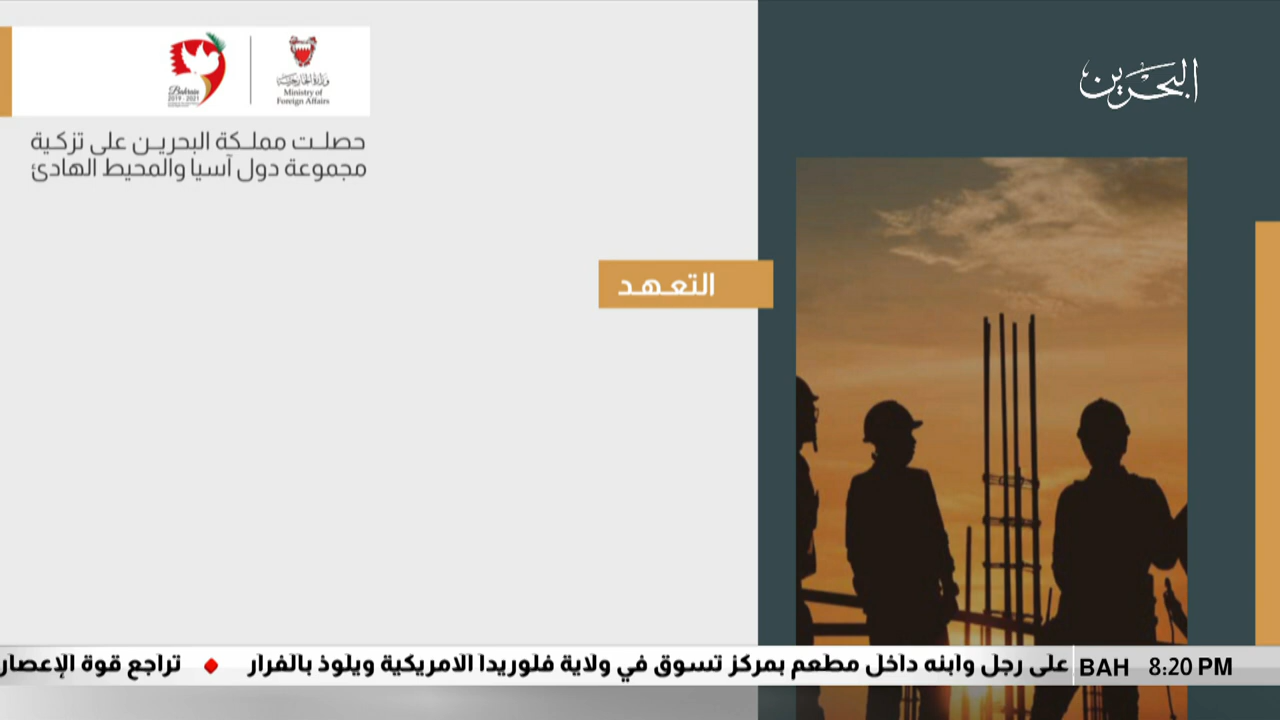 البحرين
وزارة الخارجية
Ministry of
Foreign Affairs
Bahrain
2019 - 2021
حصلت مملكة البحرين على تزكية
مجموعة دول آسيا والمحيط الهادئ
التعهد
على رجل وابنه داخل مطعم بمركز تسوق في ولاية فلوريدا الامريكية ويلوذ بالفرار
تراجع قوة الإعصار
BAH 8:20 PM